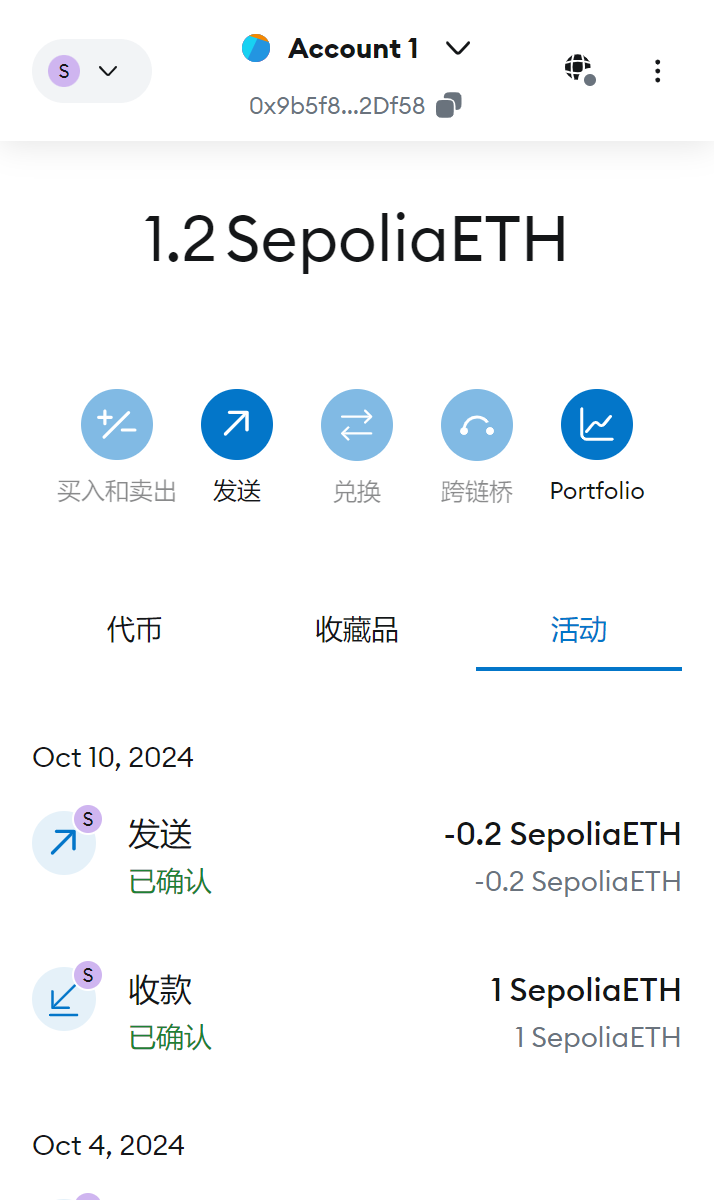 S
Account 1
0x9b5f8...2Df58
1.2 SepoliaETH
买入和卖出 发送 兑换 跨链桥 Portfolio
代币 收藏品 活动
Oct 10, 2024
S
发送 -0.2 SepoliaETH
已确认 -0.2 SepoliaETH
S
收款 1 SepoliaETH
已确认 1 SepoliaETH
Oct 4, 2024